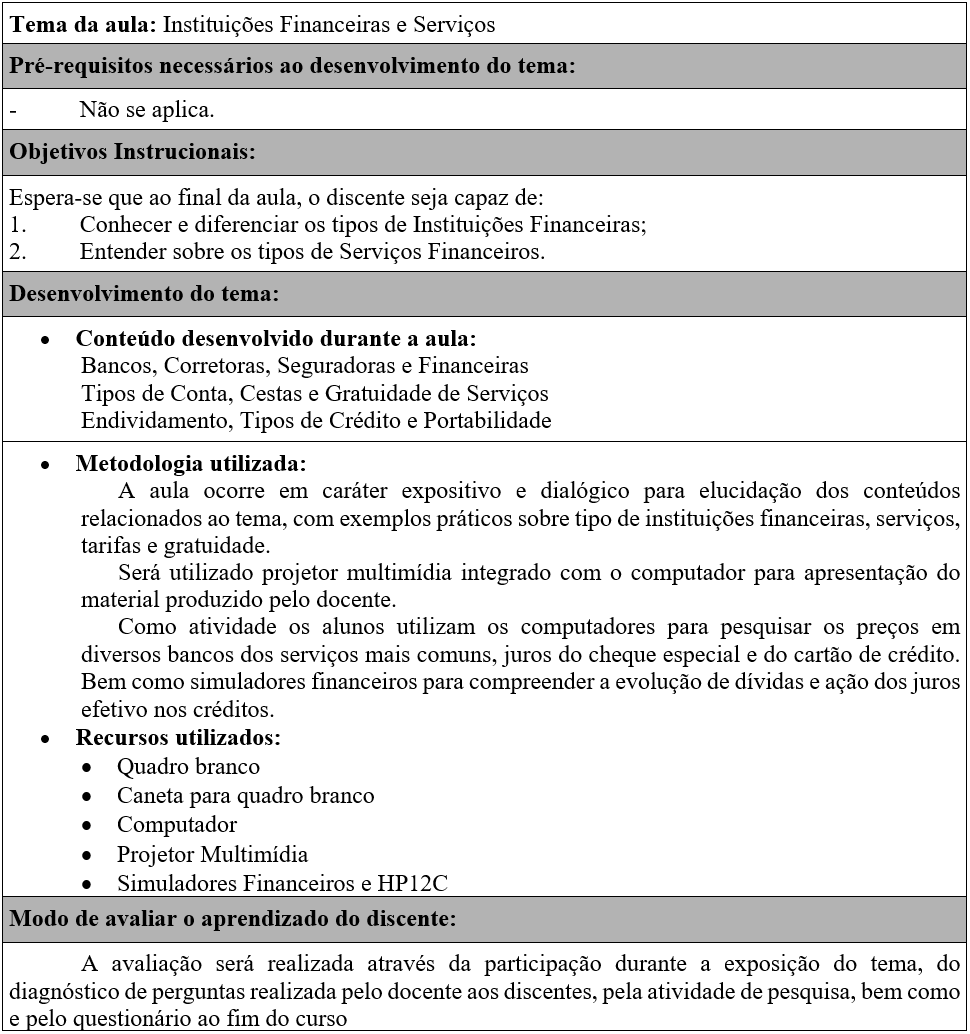 Tema da aula: Instituições Financeiras e Serviços
Pré-requisitos necessários ao desenvolvimento do tema:
- Não se aplica.
Objetivos Instrucionais:
Espera-se que ao final da aula, o discente seja capaz de:
1. Conhecer e diferenciar os tipos de Instituições Financeiras;
2. Entender sobre os tipos de Serviços Financeiros.
Desenvolvimento do tema:
• Conteúdo desenvolvido durante a aula:
Bancos, Corretoras, Seguradoras e Financeiras
Tipos de Conta, Cestas e Gratuidade de Serviços
Endividamento, Tipos de Crédito e Portabilidade
• Metodologia utilizada:
A aula ocorre em caráter expositivo e dialógico para elucidação dos conteúdos
relacionados ao tema, com exemplos práticos sobre tipo de instituições financeiras, serviços,
tarifas e gratuidade.
Será utilizado projetor multimídia integrado com o computador para apresentação do
material produzido pelo docente.
Como atividade os alunos utilizam os computadores para pesquisar os preços em
diversos bancos dos serviços mais comuns, juros do cheque especial e do cartão de crédito.
Bem como simuladores financeiros para compreender a evolução de dívidas e ação dos juros
efetivo nos créditos.
• Recursos utilizados:
• Quadro branco
• Caneta para quadro branco
• Computador
• Projetor Multimídia
• Simuladores Financeiros e HP12C
Modo de avaliar o aprendizado do discente:
A avaliação será realizada através da participação durante a exposição do tema, do
diagnóstico de perguntas realizada pelo docente aos discentes, pela atividade de pesquisa, bem como
e pelo questionário ao fim do curso